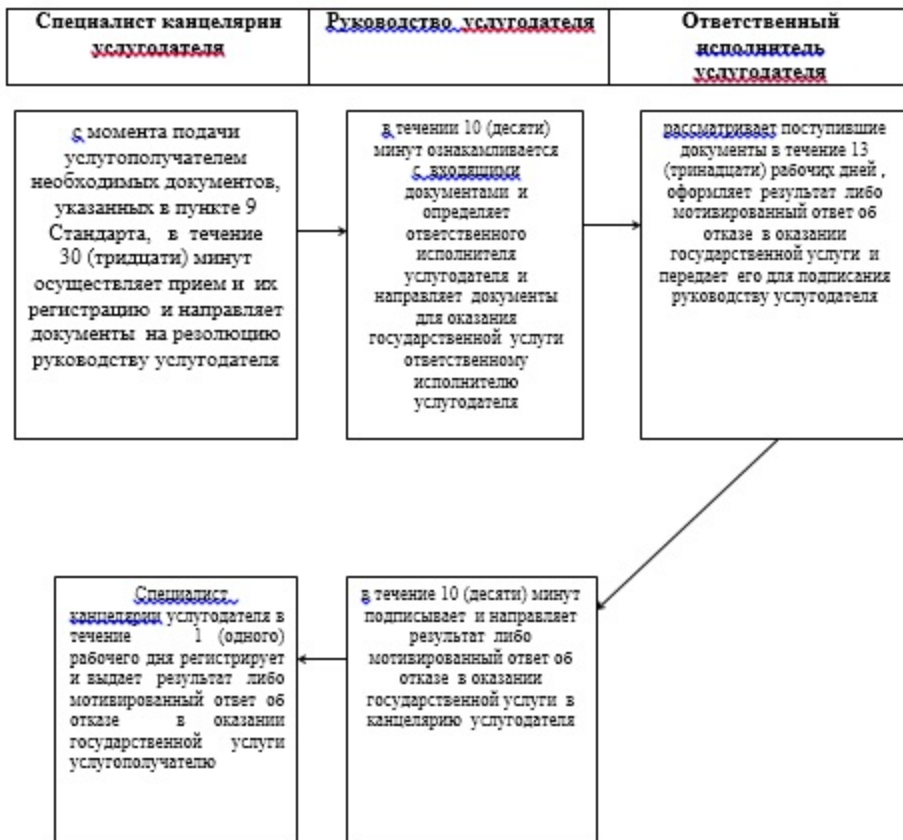 Специалист канцелярии
услугодателя
Руководство услугодателя
Ответственный
исполнитель
услугодателя
с момента подачи
услугополучателем
необходимых документов,
указанных в пункте 9
Стандарта, в течение
30 (тридцати) минут
осуществляет прием и их
регистрацию и направляет
документы на резолюцию
руководству услугодателя
в течении 10 (десяти)
минут ознакамливается
с входящими
документами и
определяет
ответственного
исполнителя
услугодателя и
направляет документы
для оказания
государственной услуги
ответственному
исполнителю
услугодателя
рассматривает поступившие
документы в течение 13
(тринадцати) рабочих дней ,
оформляет результат либо
мотивированный ответ об
отказе в оказании
государственной услуги и
передает его для подписания
руководству услугодателя
в течение 10 (десяти) минут
подписывает и направляет
результат либо
мотивированный ответ об
отказе в оказании
государственной услуги в
канцелярию услугодателя
Специалист
канцелярии услугодателя в
течение 1 (одного)
рабочего дня регистрирует
и выдает результат либо
мотивированный ответ об
отказе в оказании
государственной услуги
услугополучателю